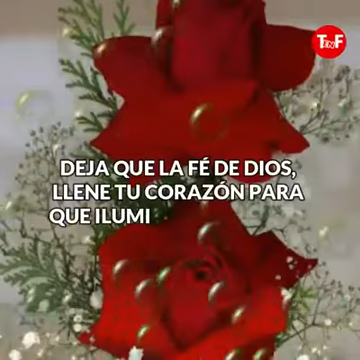 DEJA QUE LA FÉ DE DIOS,
LLENE TU CORAZÓN PARA
QUE ILUMI